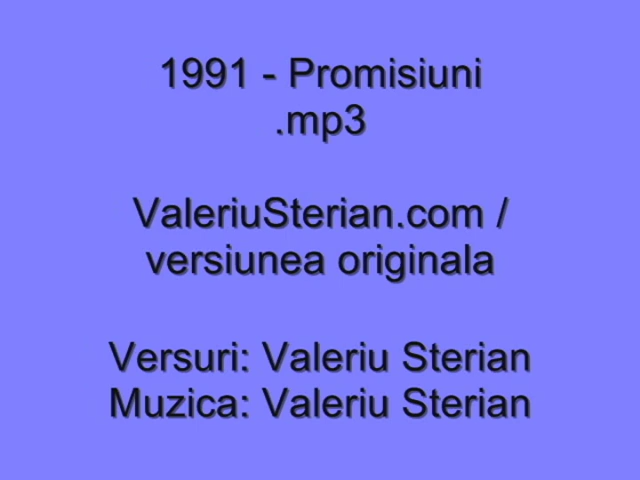 1991 - Promisiuni
.mp3
ValeriuSterian.com /
versiunea originala
Versuri: Valeriu Sterian
Muzica: Valeriu Sterian